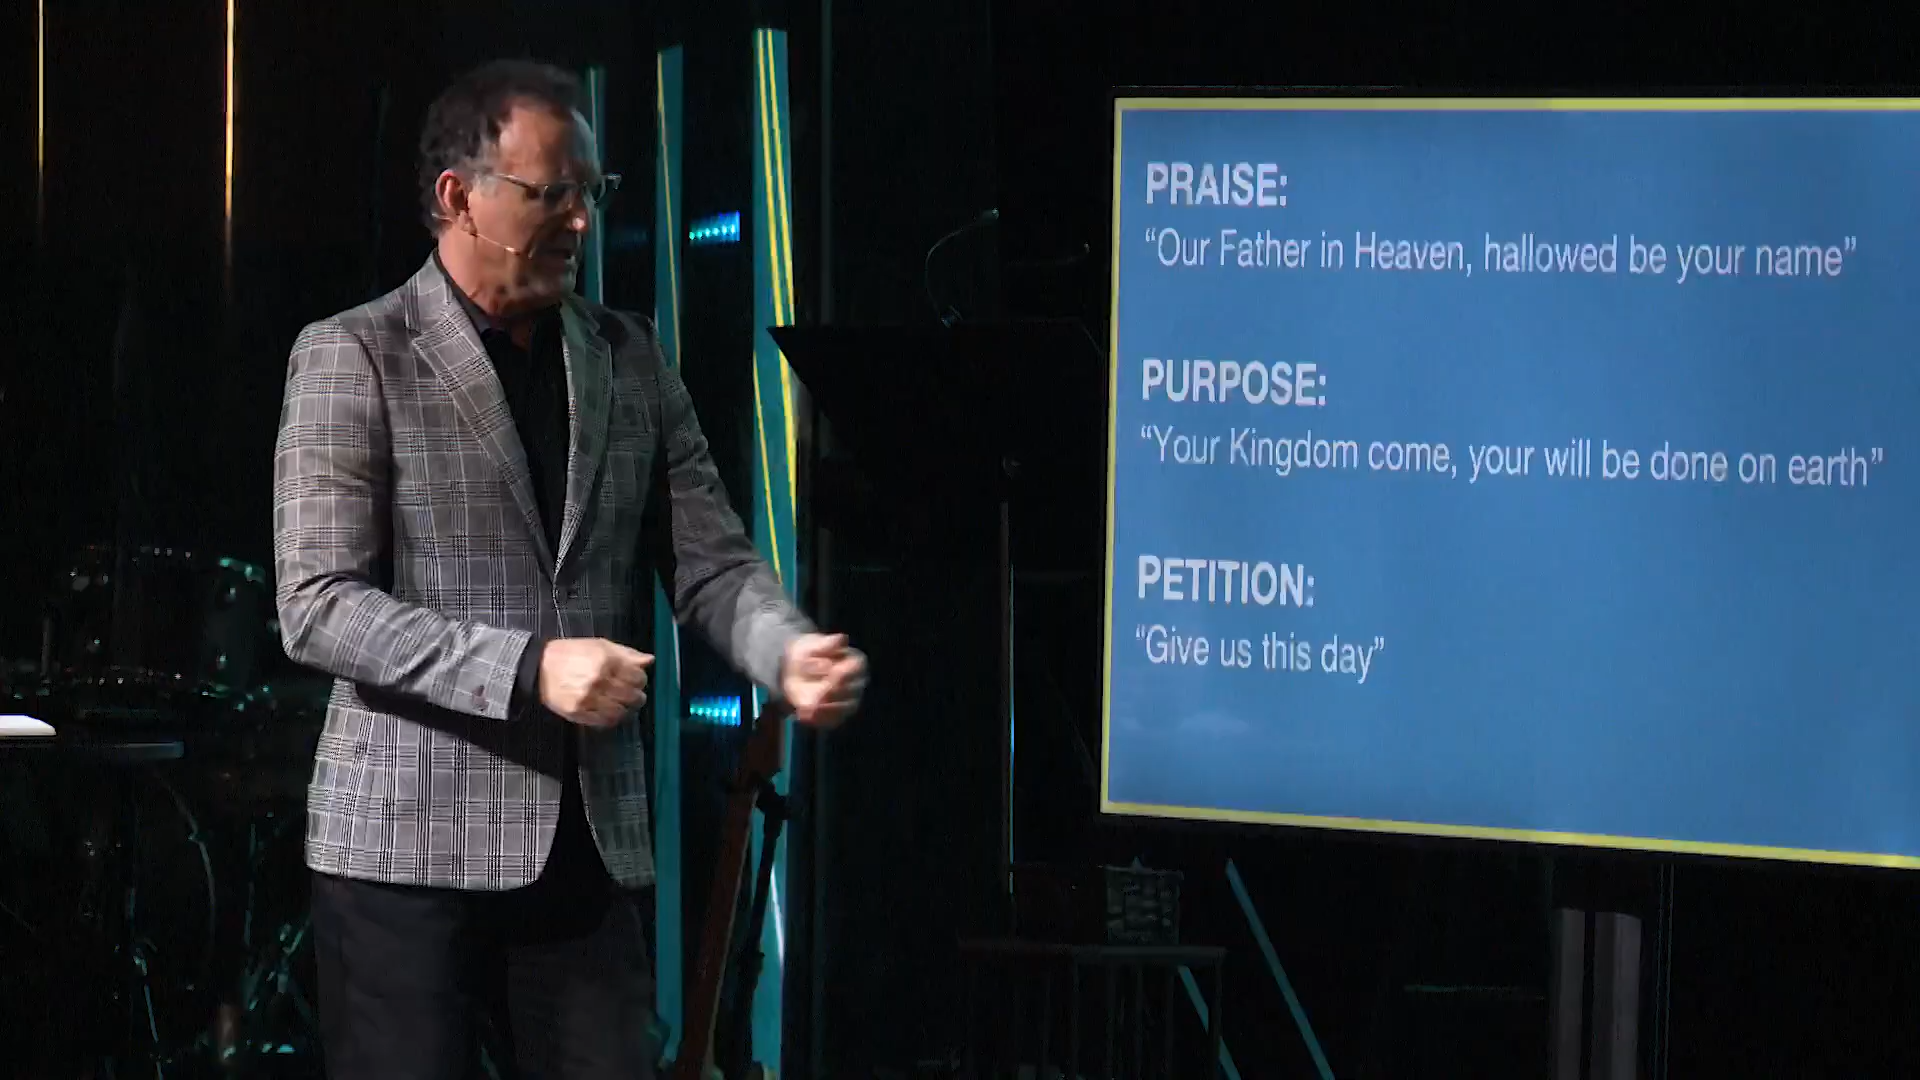 PRAISE:
“Our Father in Heaven, hallowed be your name”
PURPOSE:
“Your Kingdom come, your will be done on earth”
PETITION:
“Give us this day”